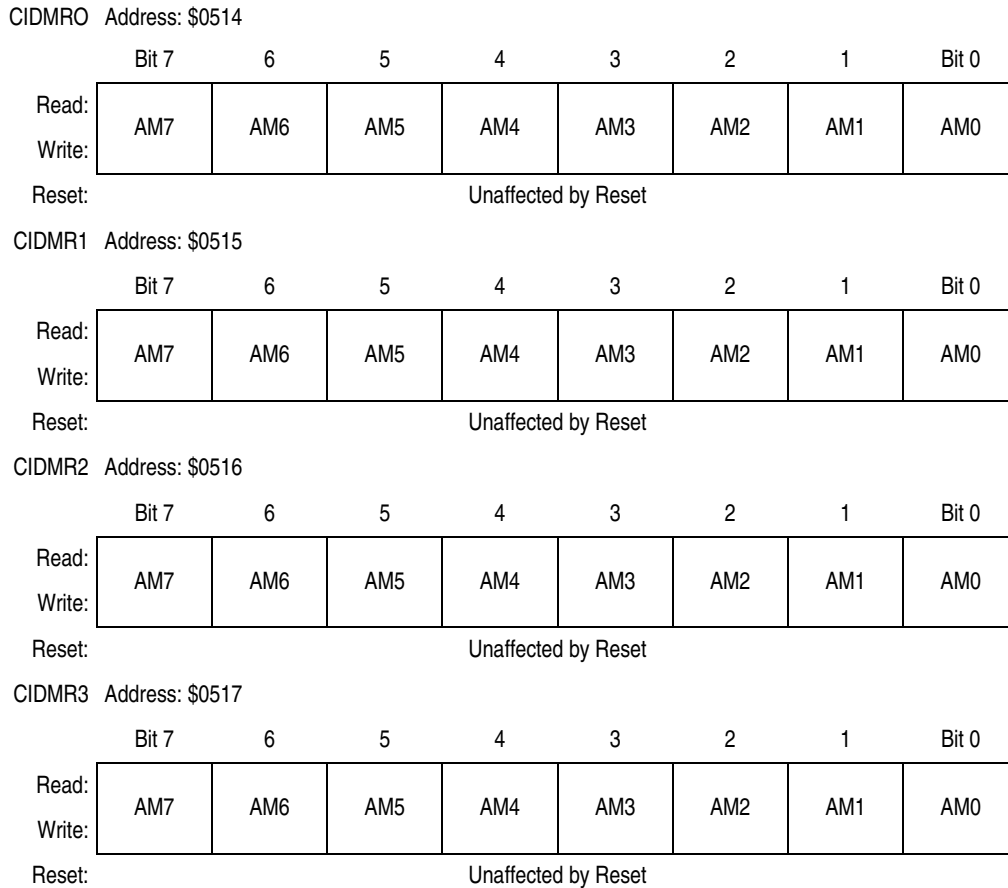 CIDMRO Address: $0514
Bit 7 6 5 4 3 2 1 Bit 0
Read:
AM7 AM6 AM5 AM4 AM3 AM2 AM1 AM0
Write:
Reset: Unaffected by Reset
CIDMR1 Address: $0515
Bit 7 6 5 4 3 2 1 Bit 0
Read:
AM7 AM6 AM5 AM4 AM3 AM2 AM1 AM0
Write:
Reset: Unaffected by Reset
CIDMR2 Address: $0516
Bit 7 6 5 4 3 2 1 Bit 0
Read:
AM7 AM6 AM5 AM4 AM3 AM2 AM1 AM0
Write:
Reset: Unaffected by Reset
CIDMR3 Address: $0517
Bit 7 6 5 4 3 2 1 Bit 0
Read:
AM7 AM6 AM5 AM4 AM3 AM2 AM1 AM0
Write:
Reset: Unaffected by Reset